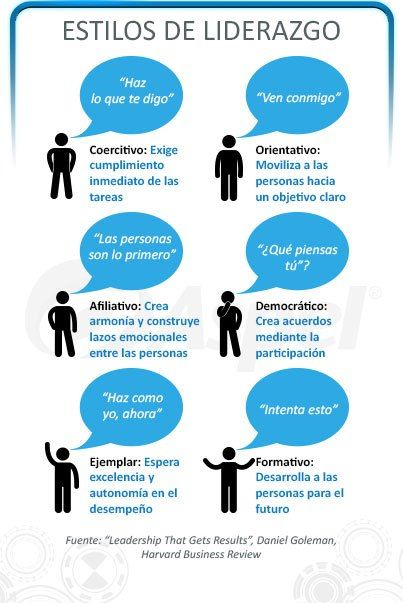 ESTILOS DE LIDERAZGO
“Haz
lo que te digo”
Coercitivo: Exige
cumplimiento
inmediato de las
tareas
“Ven conmigo”
Orientativo:
Moviliza a las
personas hacia
un objetivo claro
“Las personas
son lo primero”
Afiliativo: Crea
armonía y construye
lazos emocionales
entre las personas
“¿Qué piensas
tú”?
Democrático:
Crea acuerdos
mediante la
participación
“Haz como
yo, ahora”
Ejemplar: Espera
excelencia y
autonomía en el
desempeño
“Intenta esto”
Formativo:
Desarrolla a las
personas para el
futuro
Aspel®
Fuente: “Leadership That Gets Results”, Daniel Goleman,
Harvard Business Review